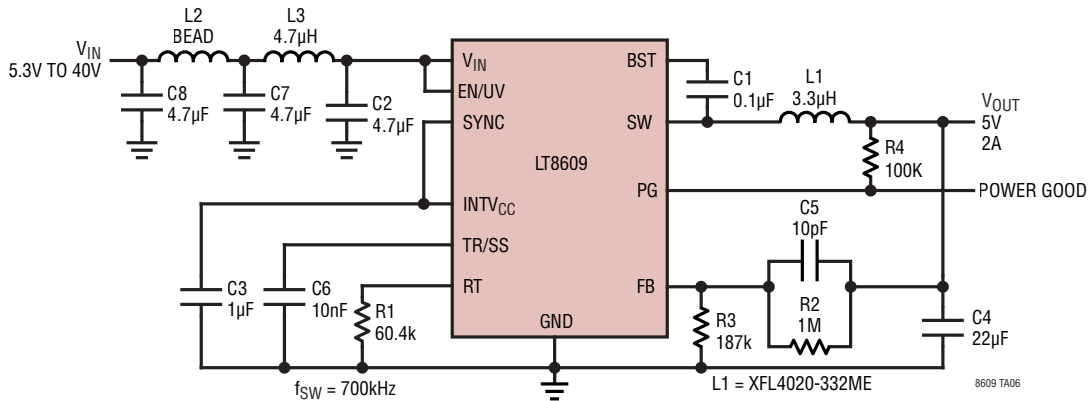 L2
BEAD
L3
4.7µH
VIN
5.3V TO 40V
C8
4.7µF
C7
4.7µF
C2
4.7µF
VIN
EN/UV
SYNC
INTVCC
TR/SS
RT
LT8609
GND
BST
SW
PG
FB
C1
0.1µF
L1
3.3µH
VOUT
5V
2A
R4
100K
POWER GOOD
C5
10pF
R2
1M
C3
1µF
C6
10nF
R1
60.4k
R3
187k
C4
22µF
fSW = 700kHz
L1 = XFL4020-332ME
8609 TA06